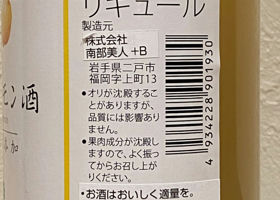 リキュール
製造元
株式会社
南部美人 +B
岩手県二戸市
福岡字上町13
●オリが沈殿するこ
とがありますが、
品質には影響あり
ません。
●果肉成分が沈殿し
ますので、よく振っ
てからお召し上が
りください。
●お酒はおいしく適量を。
4 932228 901930
モン酒
加